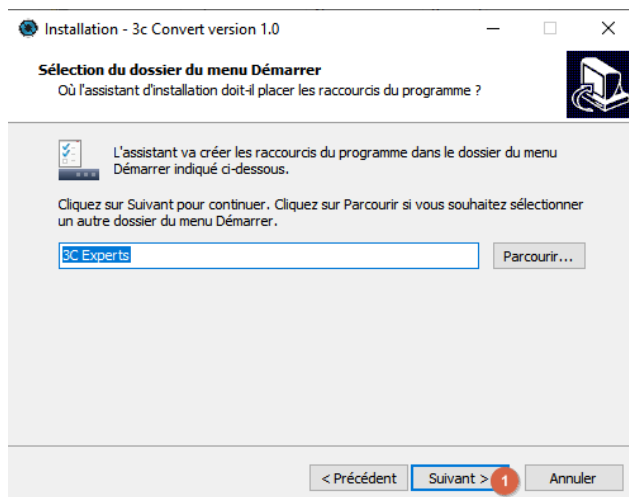 Installation - 3c Convert version 1.0
Sélection du dossier du menu Démarrer
Où l'assistant d'installation doit-il placer les raccourcis du programme ?
L'assistant va créer les raccourcis du programme dans le dossier du menu
Démarrer indiqué ci-dessous.
Cliquez sur Suivant pour continuer. Cliquez sur Parcourir si vous souhaitez sélectionner
un autre dossier du menu Démarrer.
3C Experts
Parcourir...
< Précédent
Suivant >
1
Annuler